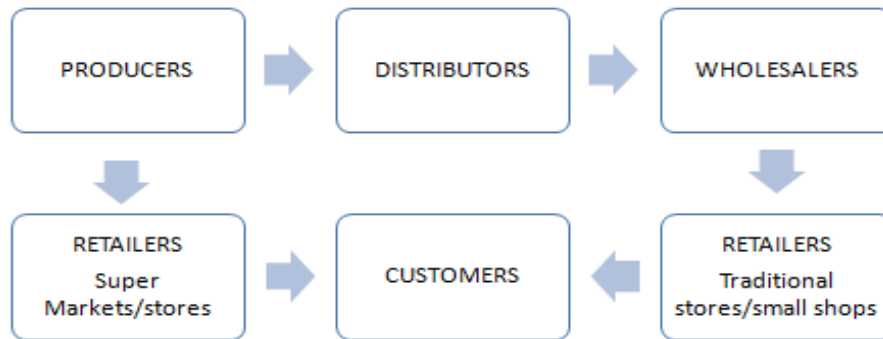 PRODUCERS
DISTRIBUTORS
WHOLESALERS
RETAILERS
Super
Markets/stores
CUSTOMERS
RETAILERS
Traditional
stores/small shops